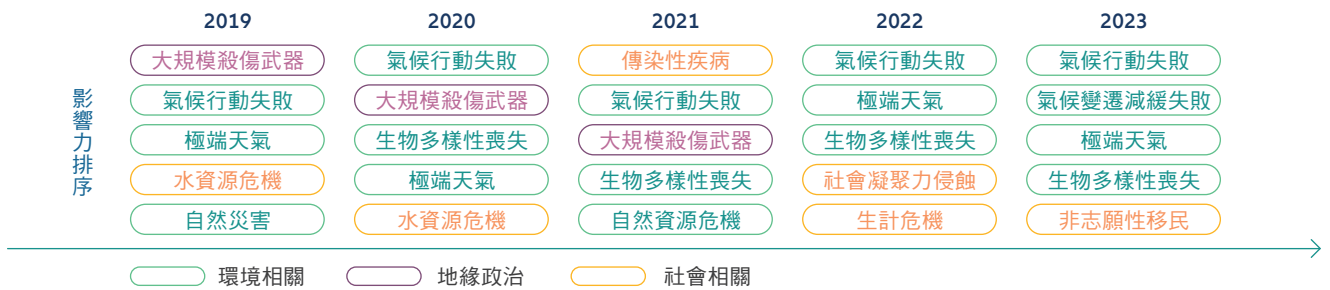 2019 2020 2021 2022 2023
大規模殺傷武器 氣候行動失敗 傳染性疾病 氣候行動失敗 氣候行動失敗
氣候行動失敗 大規模殺傷武器 氣候行動失敗 極端天氣 氣候變遷減緩失敗
極端天氣 生物多樣性喪失 大規模殺傷武器 生物多樣性喪失 極端天氣
水資源危機 極端天氣 生物多樣性喪失 社會凝聚力侵蝕 生物多樣性喪失
自然災害 水資源危機 自然資源危機 生計危機 非志願性移民
影響力排序
環境相關 地緣政治 社會相關